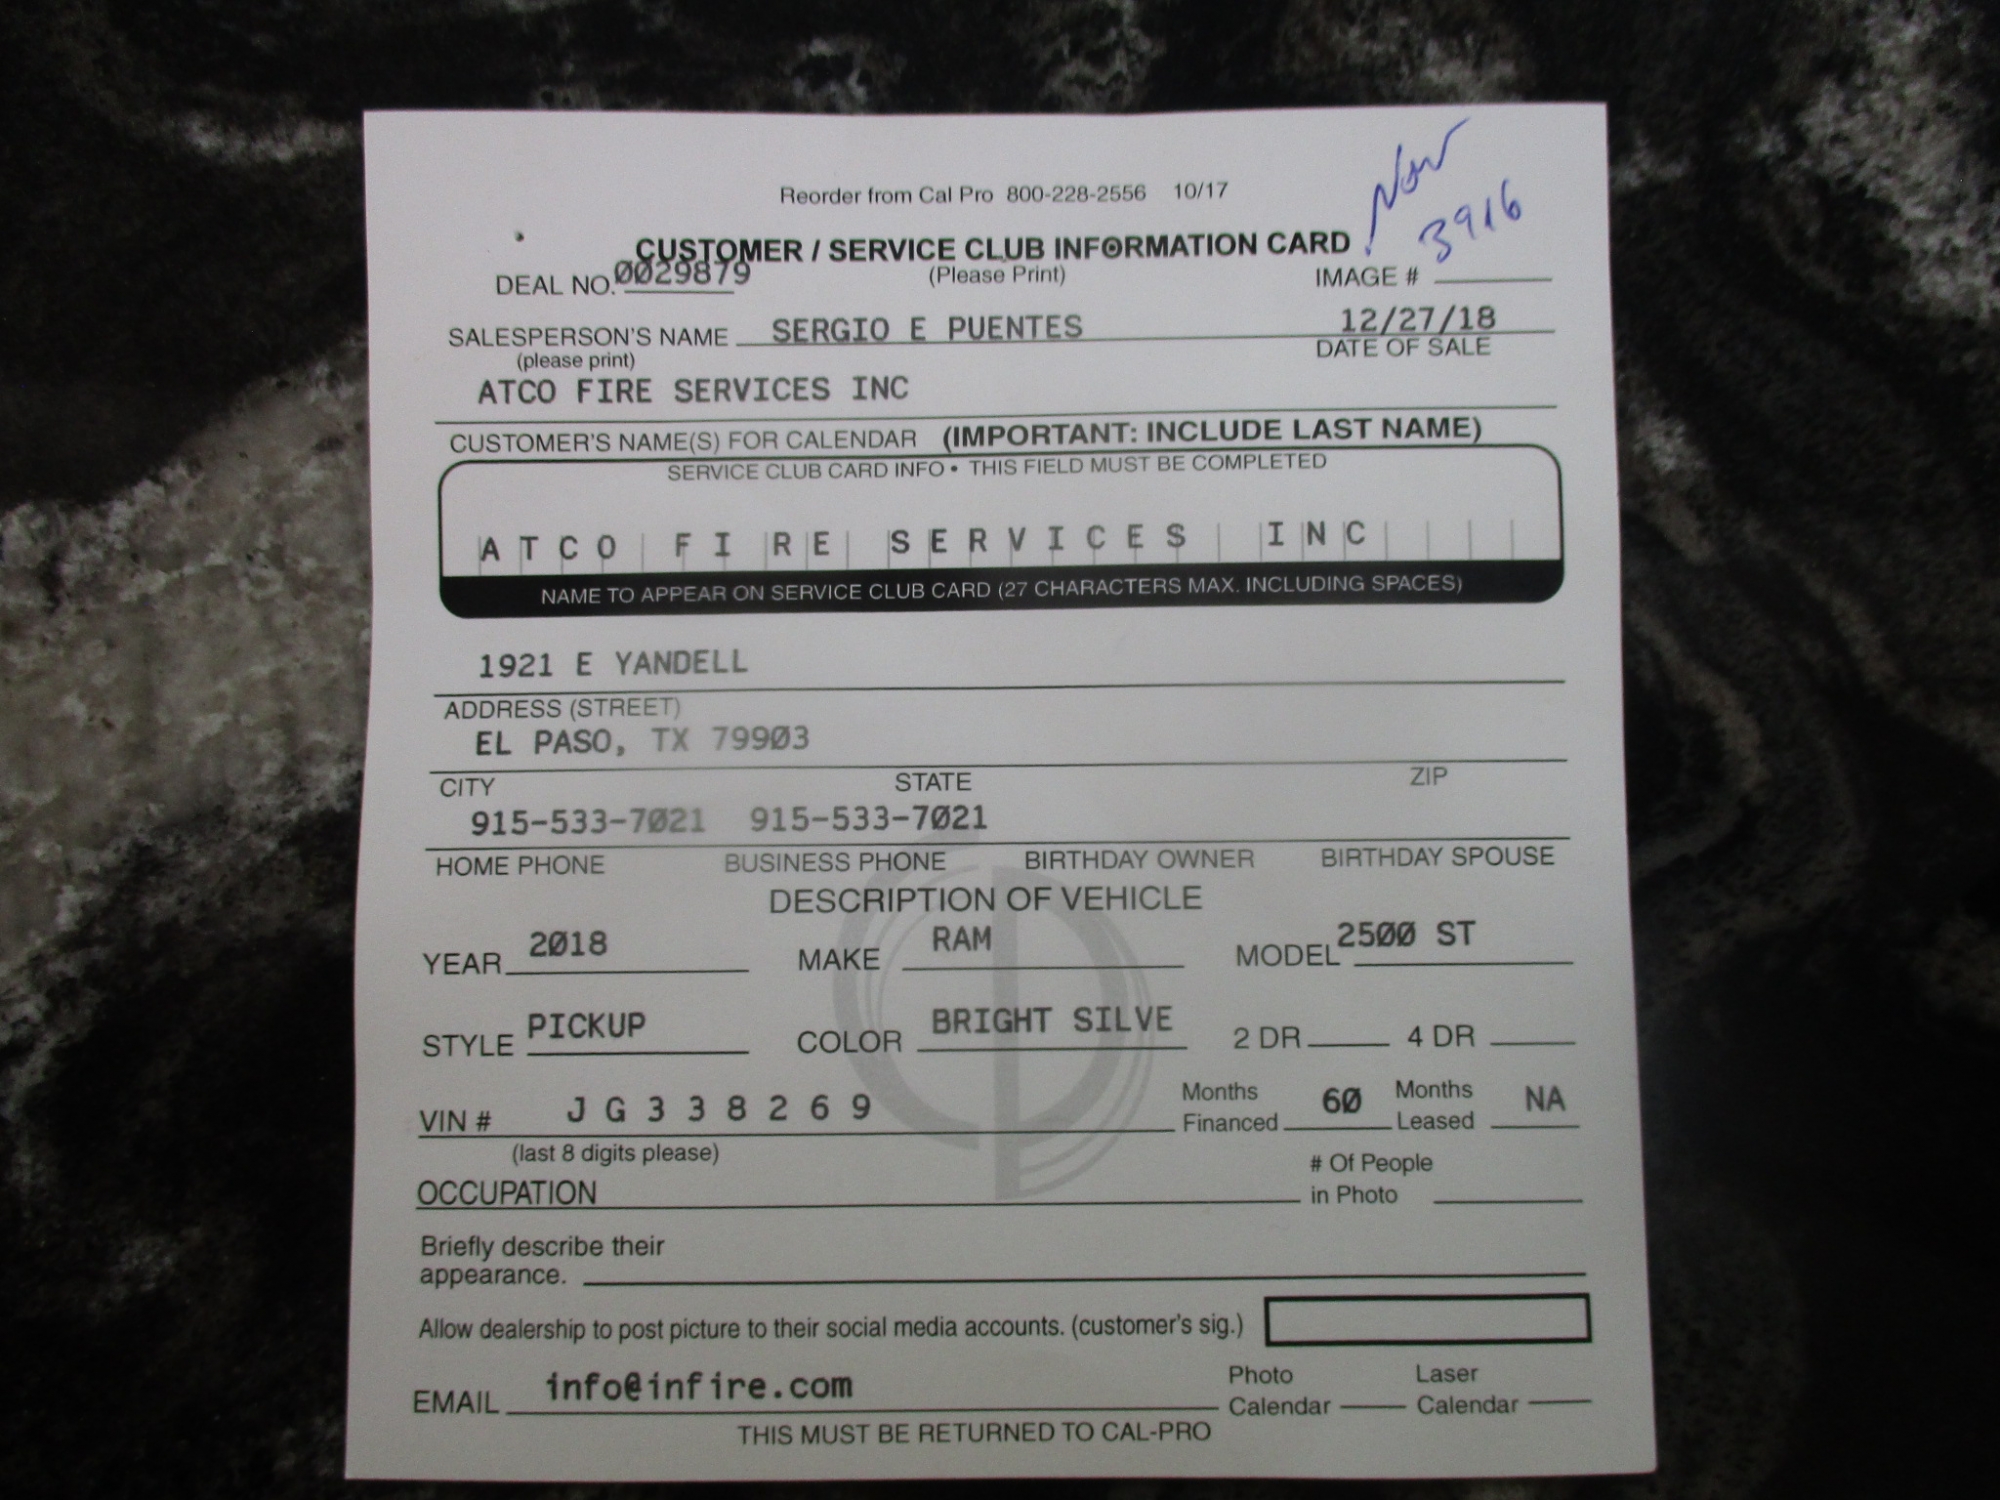 Reorder from Cal Pro 800-228-2556 10/17
3916
CUSTOMER / SERVICE CLUB INFORMATION CARD
(Please Print)
DEAL NO. 0029879
IMAGE #
SALESPERSON'S NAME SERGIO E PUENTES 12/27/18
(please print) DATE OF SALE
ATCO FIRE SERVICES INC
CUSTOMER'S NAME(S) FOR CALENDAR (IMPORTANT: INCLUDE LAST NAME)
SERVICE CLUB CARD INFO • THIS FIELD MUST BE COMPLETED
ATCO FIRE SERVICES INC
NAME TO APPEAR ON SERVICE CLUB CARD (27 CHARACTERS MAX. INCLUDING SPACES)
1921 E YANDELL
ADDRESS (STREET)
EL PASO, TX 79903
CITY STATE ZIP
915-533-7021 915-533-7021
HOME PHONE BUSINESS PHONE BIRTHDAY OWNER BIRTHDAY SPOUSE
DESCRIPTION OF VEHICLE
YEAR 2018 MAKE RAM MODEL 2500 ST
STYLE PICKUP COLOR BRIGHT SILVE 2 DR 4 DR
VIN # JG338269 Months Financed 60 Months Leased NA
(last 8 digits please)
OCCUPATION # Of People in Photo
Briefly describe their
appearance.
Allow dealership to post picture to their social media accounts. (customer's sig.)
EMAIL info@infire.com Photo Calendar Laser Calendar
THIS MUST BE RETURNED TO CAL-PRO